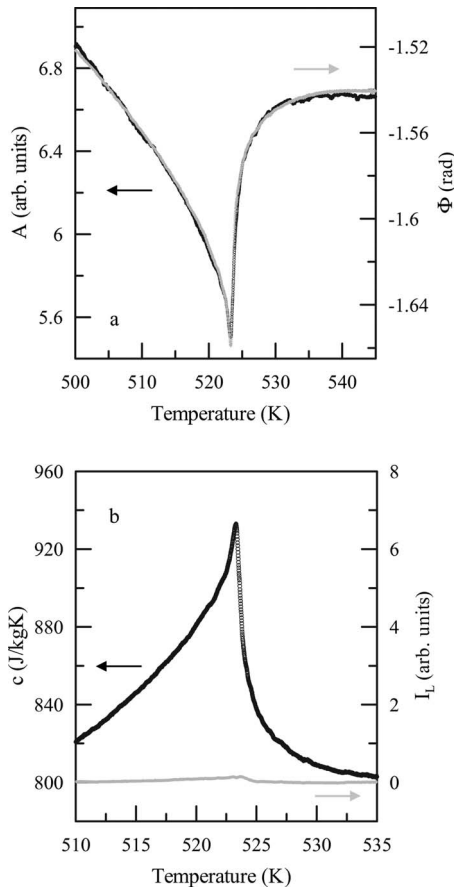 6.8
6.4
6
5.6
A (arb. units)
a
-1.52
-1.56
-1.6
-1.64
Φ (rad)
500 510 520 530 540
Temperature (K)
960
920
880
840
800
c (J/kgK)
b
8
6
4
2
0
I_L (arb. units)
510 515 520 525 530 535
Temperature (K)